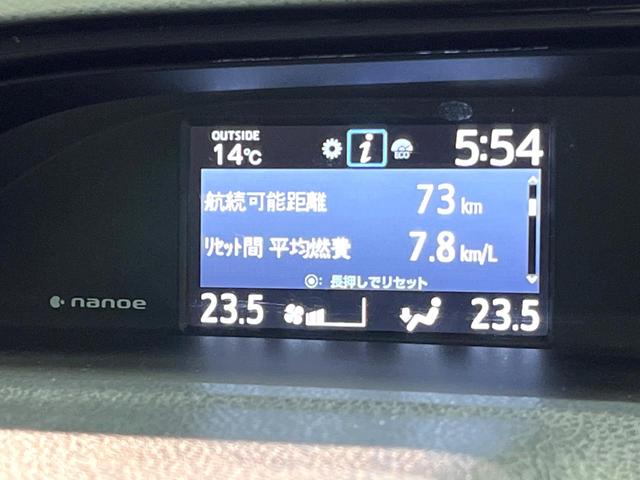 OUTSIDE
14℃
i
ECO
5:54
航続可能距離 73 km
リセット間 平均燃費 7.8 km/L
◉: 長押しでリセット
23.5
23.5
nanoe